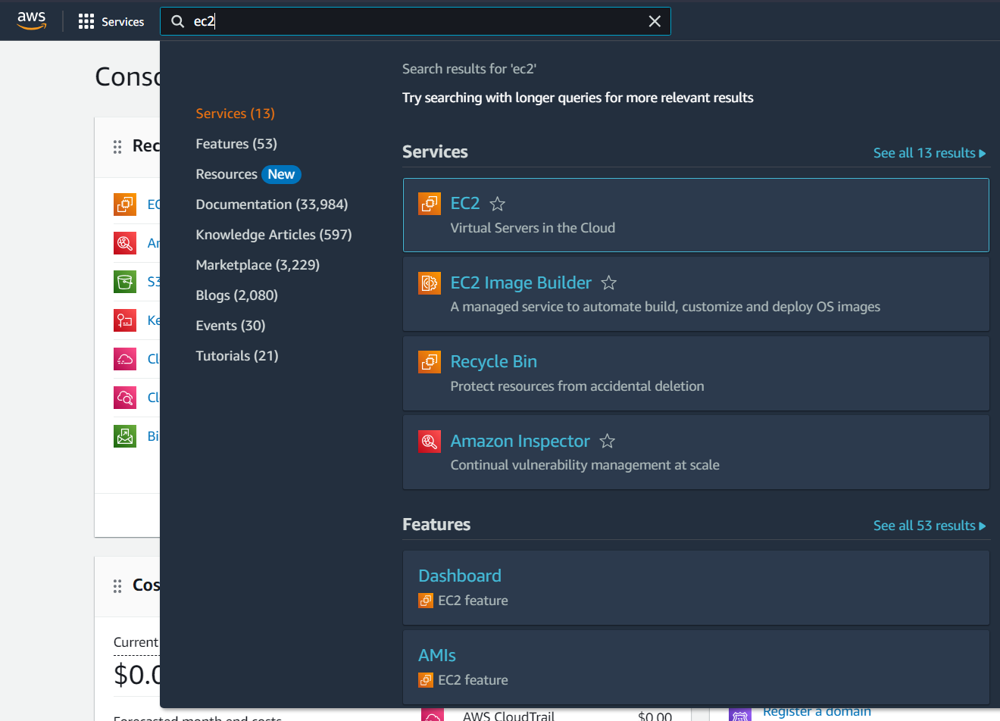 aws
Services
ec2
Search results for 'ec2'
Try searching with longer queries for more relevant results
Services (13)
Features (53)
Resources New
Documentation (33,984)
Knowledge Articles (597)
Marketplace (3,229)
Blogs (2,080)
Events (30)
Tutorials (21)
Services
See all 13 results
EC2
Virtual Servers in the Cloud
EC2 Image Builder
A managed service to automate build, customize and deploy OS images
Recycle Bin
Protect resources from accidental deletion
Amazon Inspector
Continual vulnerability management at scale
Features
See all 53 results
Dashboard
EC2 feature
AMIs
EC2 feature
Cons
Rec
EC
An
S3
Ke
Cl
Cl
Bi
Cos
Current
$0.0
Forecasted month end costs
AWS CloudTrail
$0.00
Register a domain